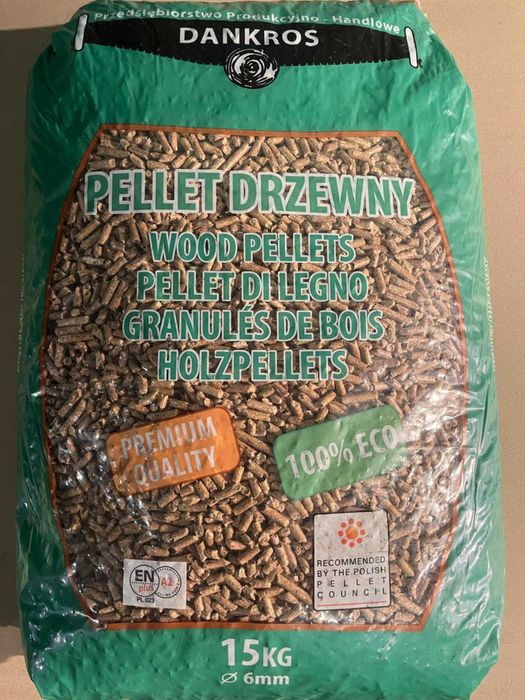 Przedsiębiorstwo Produkcyjno - Handlowe
DANKROS
PELLET DRZEWNY
WOOD PELLETS
PELLET DI LEGNO
GRANULÉS DE BOIS
HOLZPELLETS
PREMIUM
QUALITY
100% ECO
EN
plus
A1
PL 023
RECOMMENDED
BY THE POLISH
PELLET
COUNCIL
15KG
Ø 6mm